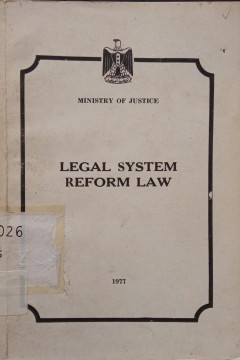 MINISTRY OF JUSTICE
LEGAL SYSTEM
REFORM LAW
026
1977